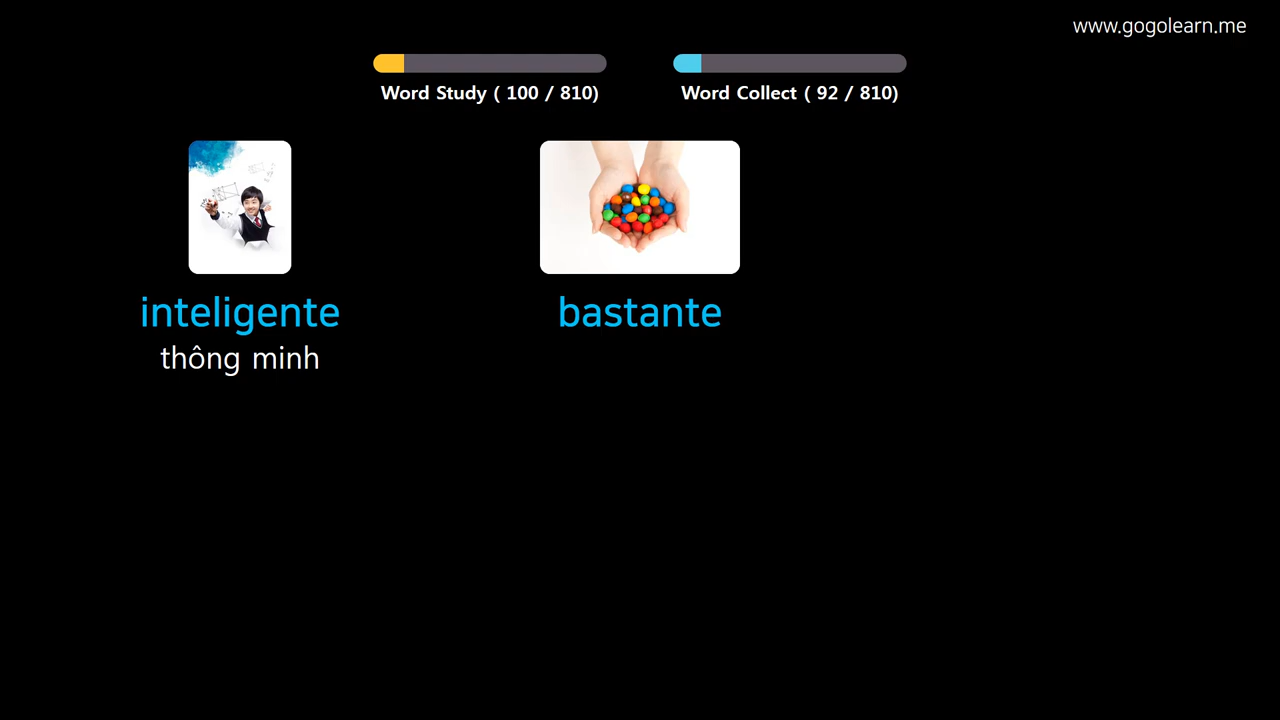 www.gogolearn.me
Word Study ( 100 / 810)
Word Collect ( 92 / 810)
inteligente
thông minh
bastante